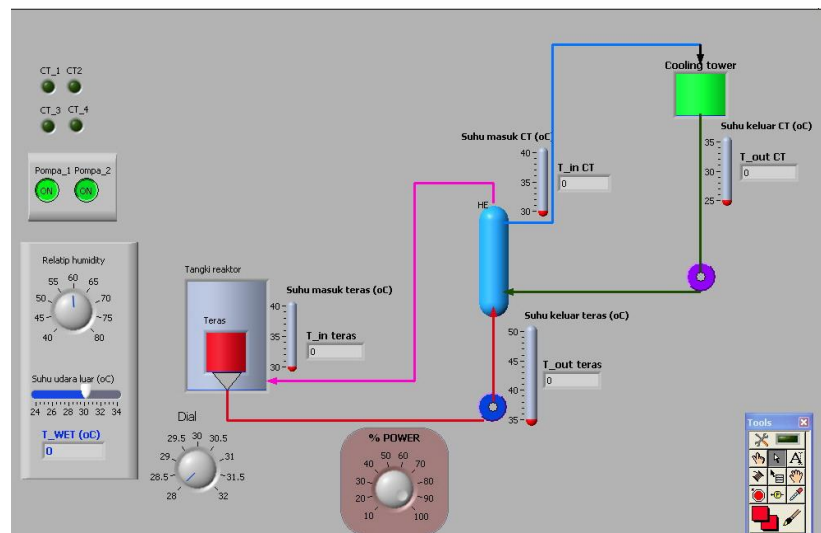 CT_1 CT2
CT_3 CT_4
Pompa_1 Pompa_2
ON ON
Relatip humidity
40 45 50 55 60 65 70 75 80
Suhu udara luar (oC)
24 26 28 30 32 34
T_WET (oC)
0
Tangki reaktor
Teras
Suhu masuk teras (oC)
40
35
30
T_in teras
0
Dial
28 28.5 29 29.5 30 30.5 31 31.5 32
% POWER
10 20 30 40 50 60 70 80 90 100
HE
Suhu masuk CT (oC
40
35
30
T_in CT
0
Suhu keluar teras (oC)
50
45
40
35
T_out teras
0
Cooling tower
Suhu keluar CT (oC)
35
30
25
T_out CT
0
Tools
A